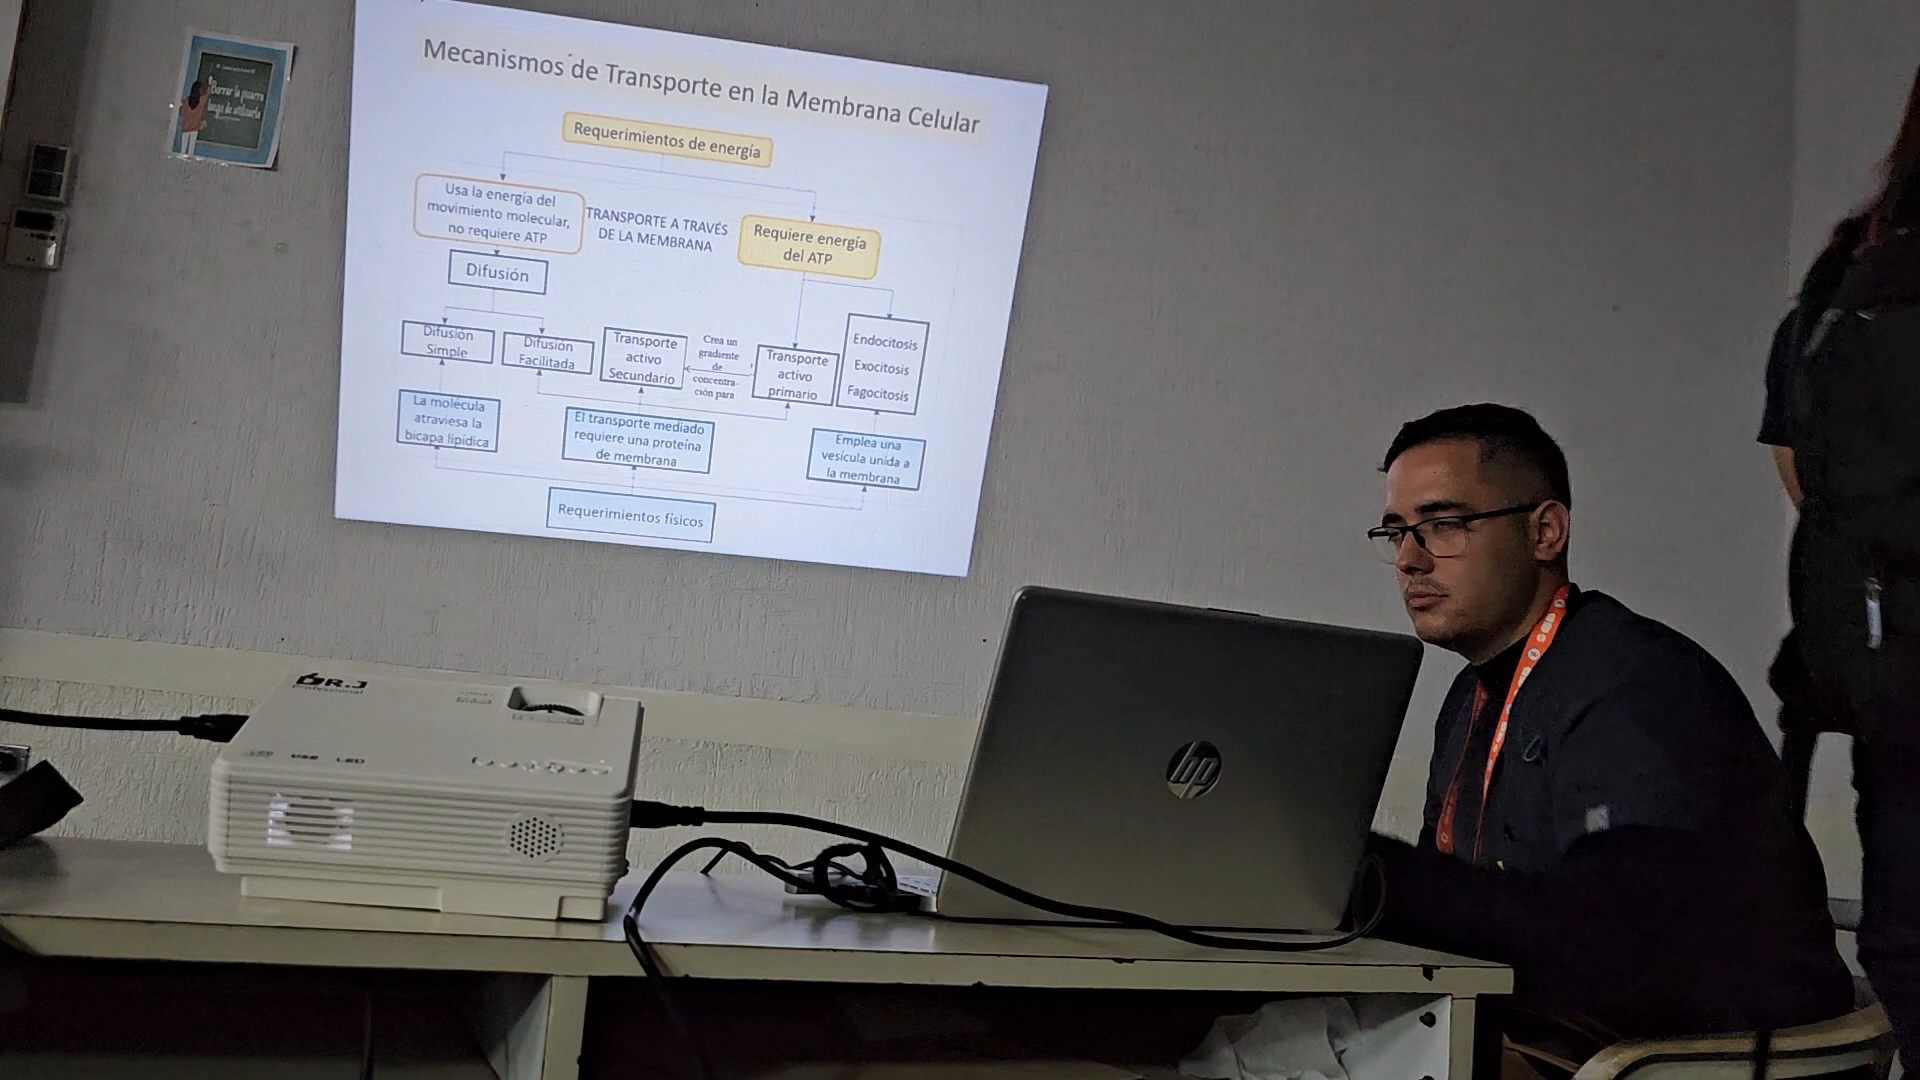 Mecanismos de Transporte en la Membrana Celular
Requerimientos de energía
Usa la energía del
movimiento molecular,
no requiere ATP
TRANSPORTE A TRAVÉS
DE LA MEMBRANA
Requiere energía
del ATP
Difusión
Difusión
Simple
Difusión
Facilitada
Transporte
activo
Secundario
Crea un
gradiente
de
concentra-
ción para
Transporte
activo
primario
Endocitosis
Exocitosis
Fagocitosis
La molécula
atraviesa la
bicapa lipídica
El transporte mediado
requiere una proteína
de membrana
Emplea una
vesícula unida a
la membrana
Requerimientos físicos
Borrar la pizarra
luego de utilizarla
DR.J
Professional
USB
LED
hp